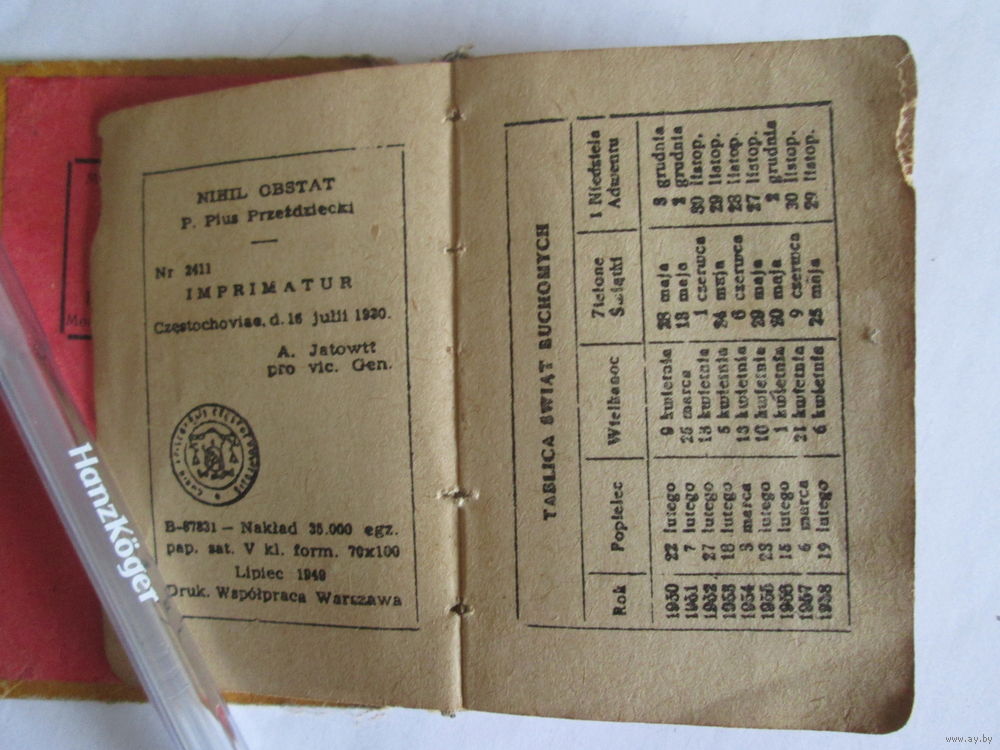 NIHIL OBSTAT
P. Pius Przeździecki
Nr 2411
IMPRIMATUR
Częstochoviae, d. 16 julii 1930.
A. Jatowtt
pro vic. Gen.
B-67831 — Nakład 35.000 egz.
pap. sat. V kl. form. 70x100
Lipiec 1949
Druk. Współpraca Warszawa
HanzKöger
TABLICA ŚWIĄT RUCHOMYCH
Rok Popielec Wielkanoc Zielone Świątki 1 Niedziela Adwentu
1950 22 lutego 9 kwietnia 28 maja 3 grudnia
1951 7 lutego 25 marca 13 maja 2 grudnia
1952 27 lutego 13 kwietnia 1 czerwca 30 listop.
1953 18 lutego 5 kwietnia 24 maja 29 listop.
1954 3 marca 18 kwietnia 6 czerwca 28 listop.
1955 23 lutego 10 kwietnia 29 maja 27 listop.
1956 15 lutego 1 kwietnia 20 maja 2 grudnia
1957 6 marca 21 kwietnia 9 czerwca 30 listop.
1958 19 lutego 6 kwietnia 25 maja 29 listop.
www.ay.by